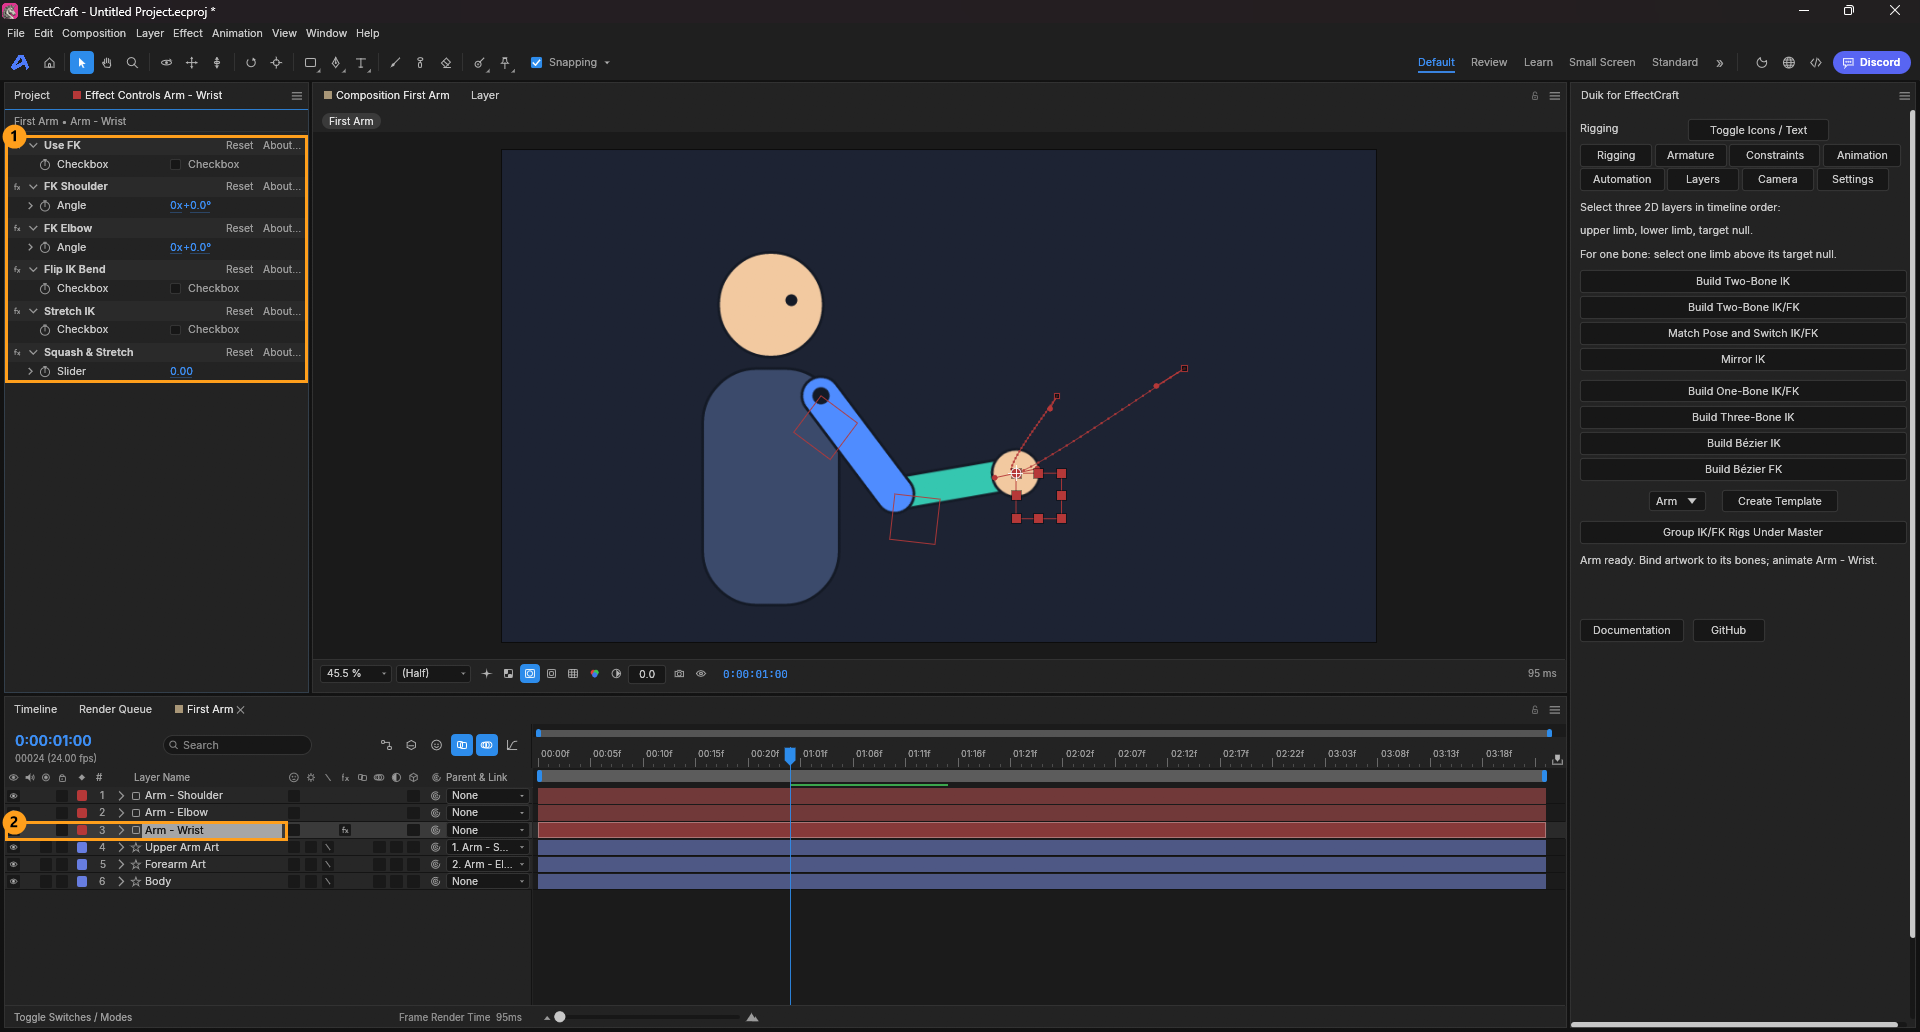 EffectCraft - Untitled Project.ecproj *
File Edit Composition Layer Effect Animation View Window Help
Snapping
Default Review Learn Small Screen Standard » Discord
Project Effect Controls Arm - Wrist
First Arm • Arm - Wrist
1
Use FK Reset About...
Checkbox Checkbox
fx FK Shoulder Reset About...
Angle 0x+0.0°
fx FK Elbow Reset About...
Angle 0x+0.0°
fx Flip IK Bend Reset About...
Checkbox Checkbox
fx Stretch IK Reset About...
Checkbox Checkbox
fx Squash & Stretch Reset About...
Slider 0.00
Composition First Arm Layer
First Arm
45.5 % (Half) 0.0 0:00:01:00 95 ms
Duik for EffectCraft
Rigging Toggle Icons / Text
Rigging Armature Constraints Animation
Automation Layers Camera Settings
Select three 2D layers in timeline order:
upper limb, lower limb, target null.
For one bone: select one limb above its target null.
Build Two-Bone IK
Build Two-Bone IK/FK
Match Pose and Switch IK/FK
Mirror IK
Build One-Bone IK/FK
Build Three-Bone IK
Build Bézier IK
Build Bézier FK
Arm Create Template
Group IK/FK Rigs Under Master
Arm ready. Bind artwork to its bones; animate Arm - Wrist.
Documentation GitHub
Timeline Render Queue First Arm
0:00:01:00
00024 (24.00 fps)
Search
00:00f 00:05f 00:10f 00:15f 00:20f 01:01f 01:06f 01:11f 01:16f 01:21f 02:02f 02:07f 02:12f 02:17f 02:22f 03:03f 03:08f 03:13f 03:18f
# Layer Name fx Parent & Link
1 Arm - Shoulder None
2 Arm - Elbow None
2
3 Arm - Wrist fx None
4 Upper Arm Art 1. Arm - S...
5 Forearm Art 2. Arm - El...
6 Body None
Toggle Switches / Modes Frame Render Time 95ms